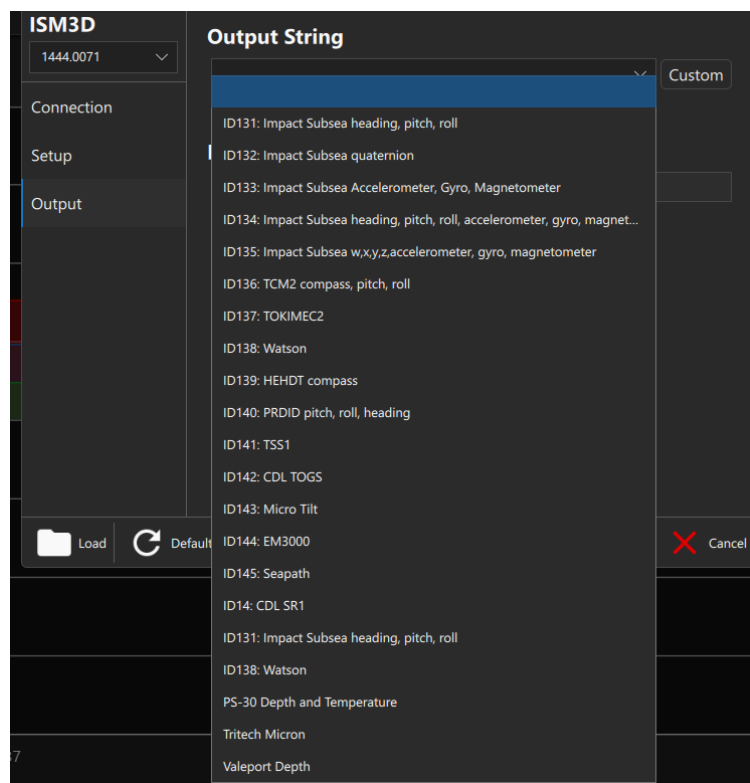 ISM3D
Output String
1444.0071
Custom
Connection
Setup
Output
ID131: Impact Subsea heading, pitch, roll
ID132: Impact Subsea quaternion
ID133: Impact Subsea Accelerometer, Gyro, Magnetometer
ID134: Impact Subsea heading, pitch, roll, accelerometer, gyro, magnet...
ID135: Impact Subsea w,x,y,z,accelerometer, gyro, magnetometer
ID136: TCM2 compass, pitch, roll
ID137: TOKIMEC2
ID138: Watson
ID139: HEHDT compass
ID140: PRDID pitch, roll, heading
ID141: TSS1
ID142: CDL TOGS
ID143: Micro Tilt
ID144: EM3000
ID145: Seapath
ID14: CDL SR1
ID131: Impact Subsea heading, pitch, roll
ID138: Watson
PS-30 Depth and Temperature
Tritech Micron
Valeport Depth
Load
Default
Cancel